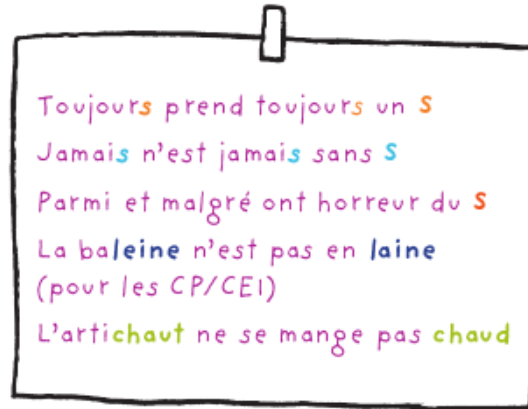 Toujours prend toujours un S
Jamais n'est jamais sans S
Parmi et malgré ont horreur du S
La baleine n'est pas en laine
(pour les CP/CE1)
L'artichaut ne se mange pas chaud